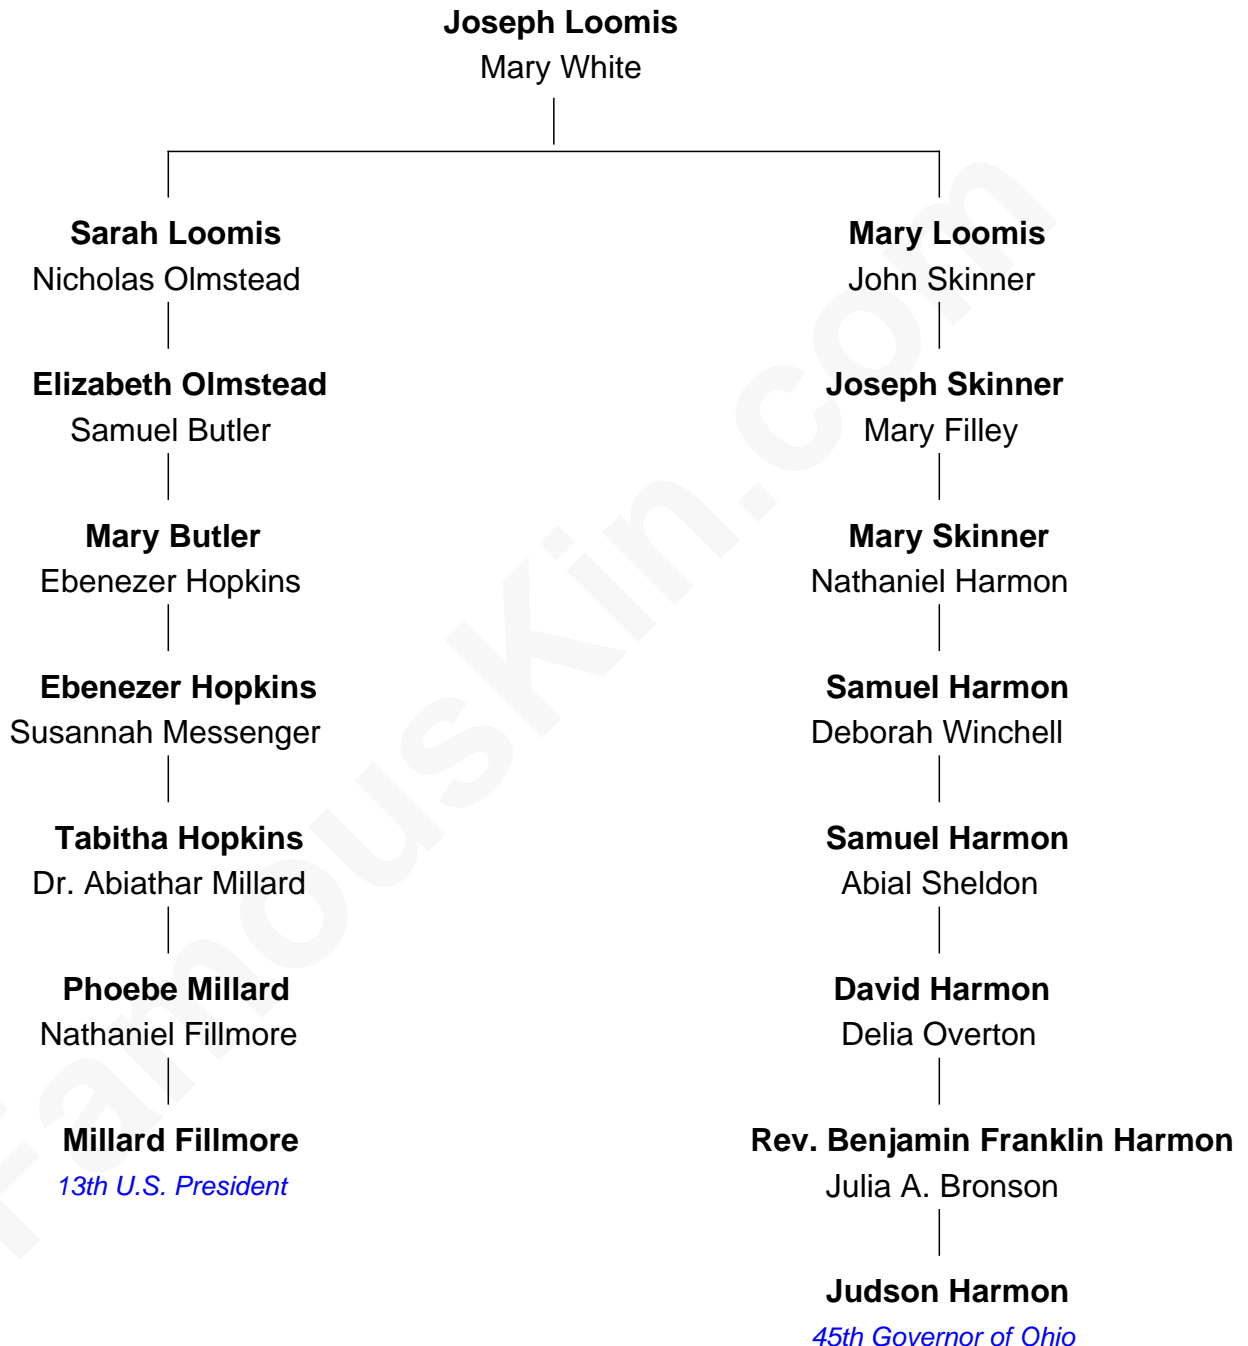 Joseph Loomis
Mary White
Sarah Loomis
Nicholas Olmstead
Mary Loomis
John Skinner
Elizabeth Olmstead
Samuel Butler
Joseph Skinner
Mary Filley
Mary Butler
Ebenezer Hopkins
Mary Skinner
Nathaniel Harmon
Ebenezer Hopkins
Susannah Messenger
Samuel Harmon
Deborah Winchell
Tabitha Hopkins
Dr. Abiathar Millard
Samuel Harmon
Abial Sheldon
Phoebe Millard
Nathaniel Fillmore
David Harmon
Delia Overton
Millard Fillmore
13th U.S. President
Rev. Benjamin Franklin Harmon
Julia A. Bronson
Judson Harmon
45th Governor of Ohio
FamousKin.com